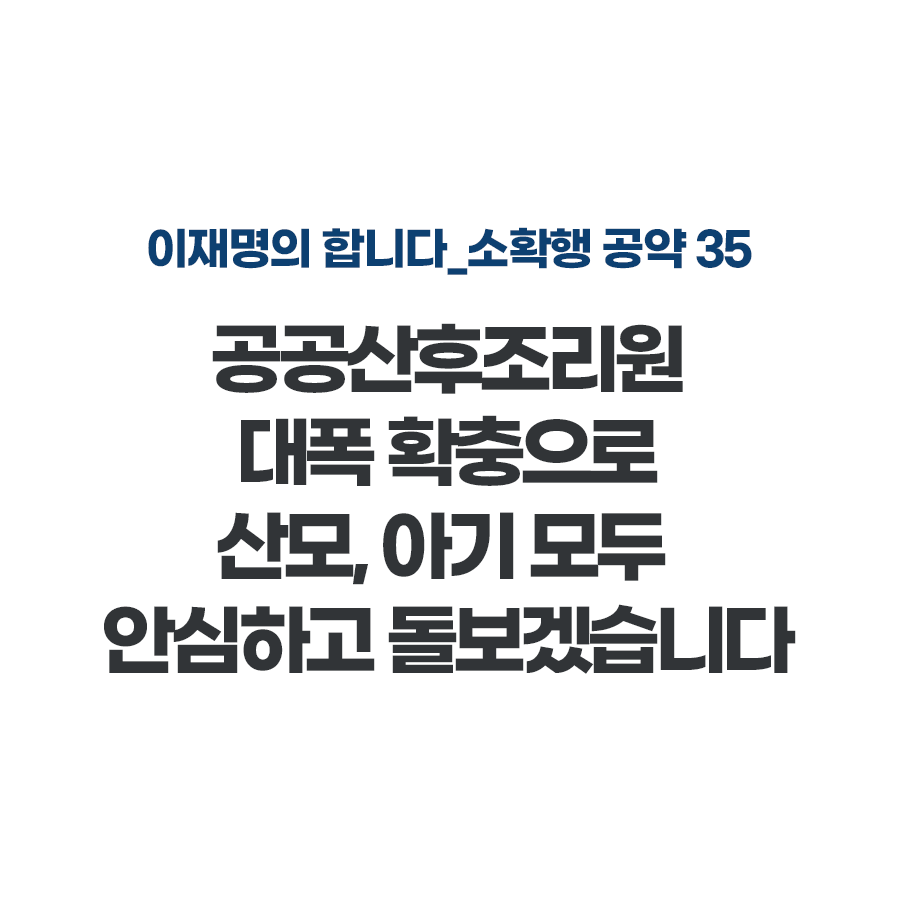 이재명의 합니다_소확행 공약 35
공공산후조리원
대폭 확충으로
산모, 아기 모두
안심하고 돌보겠습니다